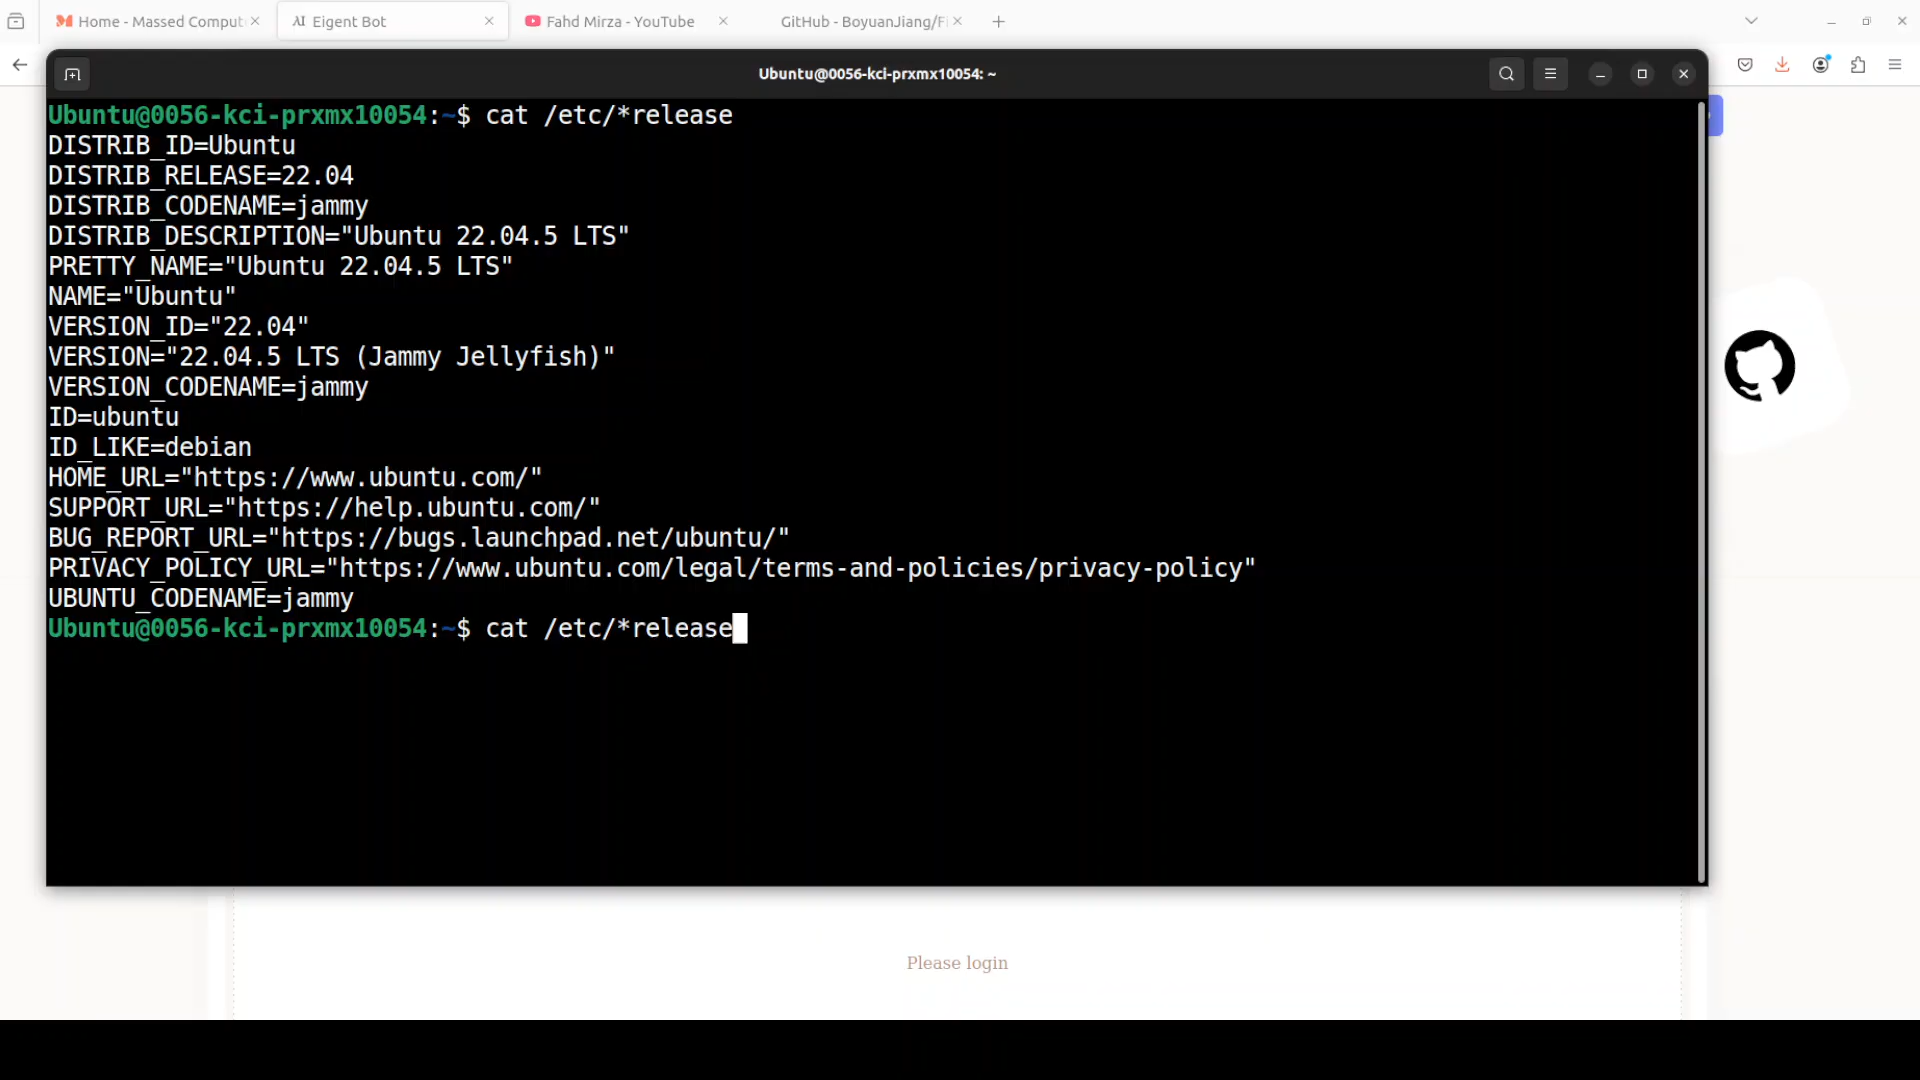 Home - Massed Comput
AI Eigent Bot
Fahd Mirza - YouTube
GitHub - BoyuanJiang/Fi
Ubuntu@0056-kci-prxmx10054: ~
Ubuntu@0056-kci-prxmx10054:~$ cat /etc/*release
DISTRIB_ID=Ubuntu
DISTRIB_RELEASE=22.04
DISTRIB_CODENAME=jammy
DISTRIB_DESCRIPTION="Ubuntu 22.04.5 LTS"
PRETTY_NAME="Ubuntu 22.04.5 LTS"
NAME="Ubuntu"
VERSION_ID="22.04"
VERSION="22.04.5 LTS (Jammy Jellyfish)"
VERSION_CODENAME=jammy
ID=ubuntu
ID_LIKE=debian
HOME_URL="https://www.ubuntu.com/"
SUPPORT_URL="https://help.ubuntu.com/"
BUG_REPORT_URL="https://bugs.launchpad.net/ubuntu/"
PRIVACY_POLICY_URL="https://www.ubuntu.com/legal/terms-and-policies/privacy-policy"
UBUNTU_CODENAME=jammy
Ubuntu@0056-kci-prxmx10054:~$ cat /etc/*release
Please login